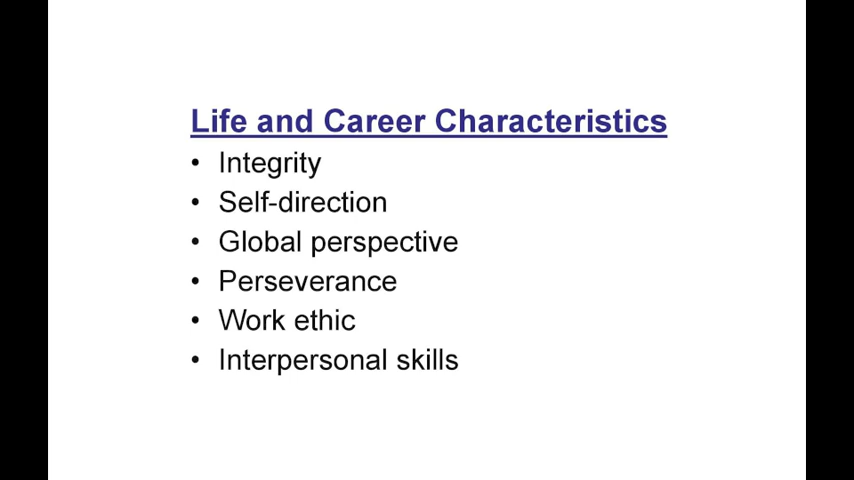 Life and Career Characteristics
• Integrity
• Self-direction
• Global perspective
• Perseverance
• Work ethic
• Interpersonal skills